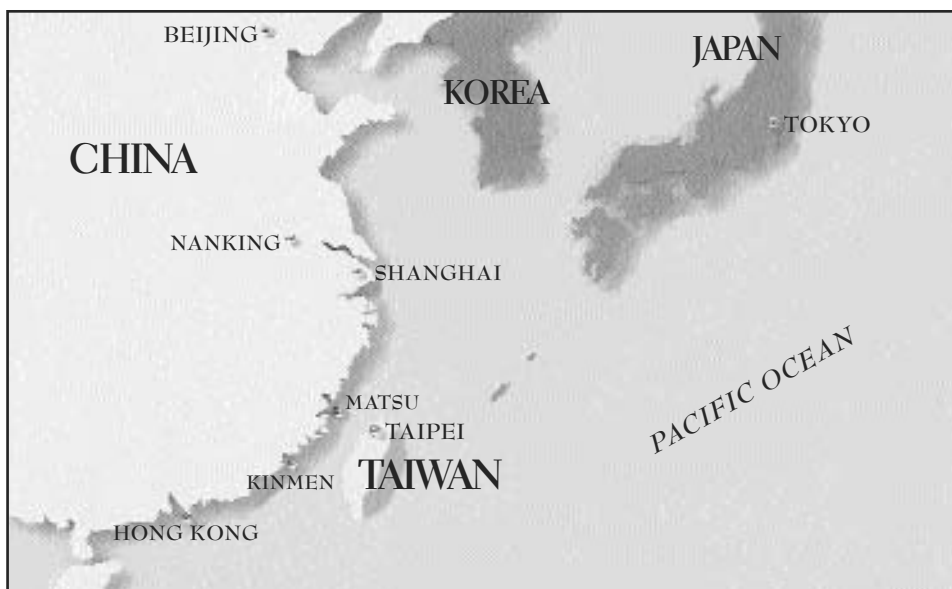 BEIJING
JAPAN
KOREA
TOKYO
CHINA
NANKING
SHANGHAI
PACIFIC OCEAN
MATSU
TAIPEI
TAIWAN
KINMEN
HONG KONG